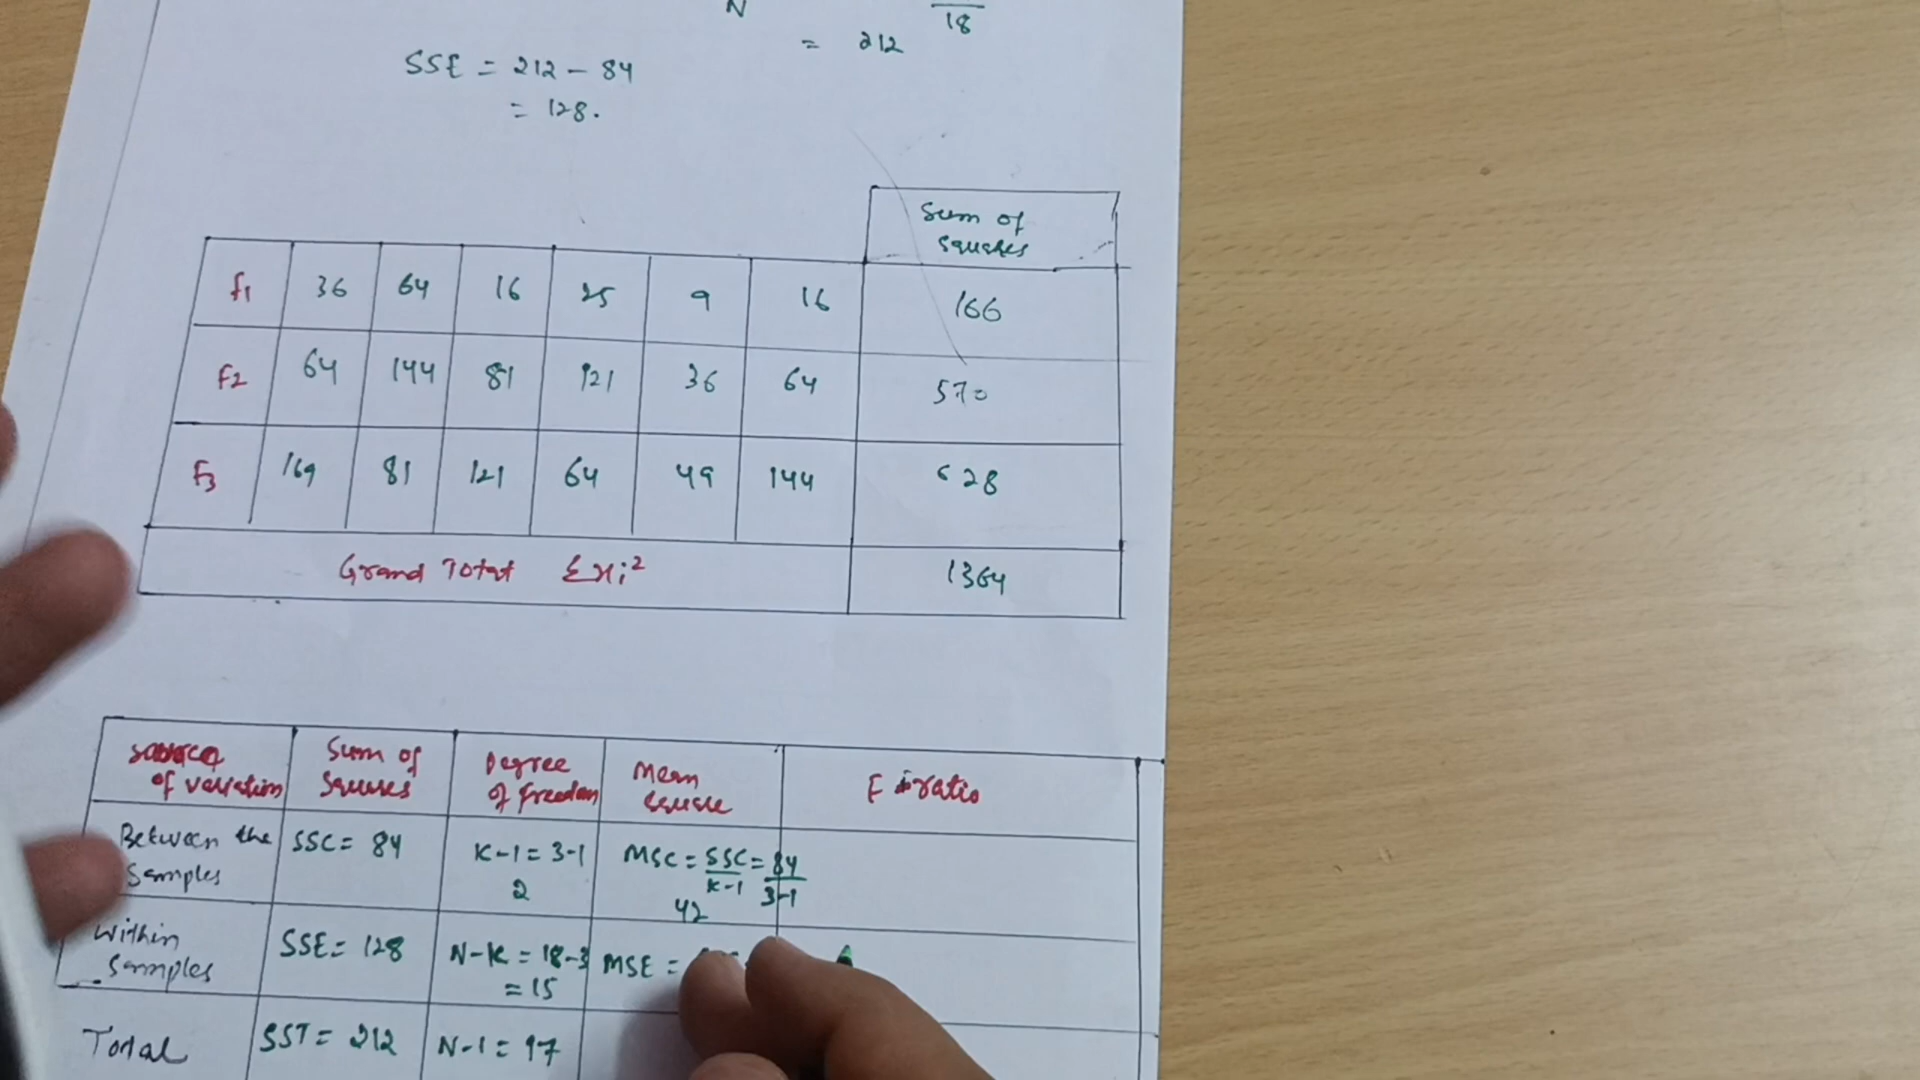 N
18
= 212
SSE = 212 - 84
= 128.
Sum of
squares
f1 36 64 16 25 9 16 166
F2 64 144 81 121 36 64 570
F3 169 81 121 64 49 144 628
Grand Total Σxi² 1364
of variation
Sum of
Squares
Degree
of freedom
Mean
square
F ratio
Between the
Samples
SSC = 84
K-1 = 3-1
2
MSC = SSC/K-1 = 84/3-1
42
Within
Samples
SSE = 128
N-K = 18-3
= 15
MSE =
Total
SST = 212
N-1 = 17